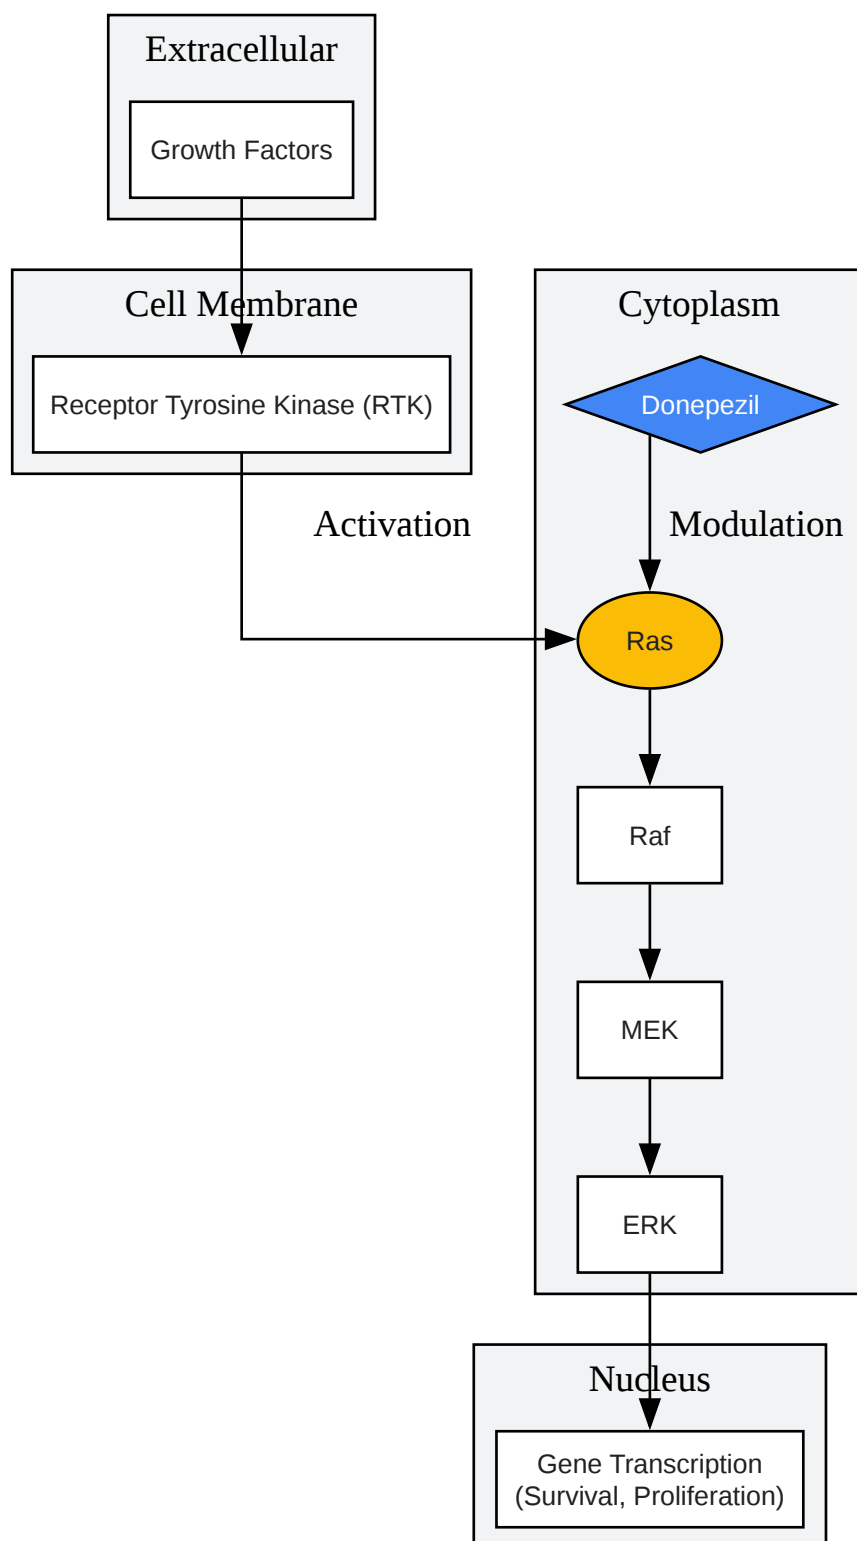 Extracellular
Growth Factors
Cell Membrane
Receptor Tyrosine Kinase (RTK)
Activation
Cytoplasm
Donepezil
Modulation
Ras
Raf
MEK
ERK
Nucleus
Gene Transcription
(Survival, Proliferation)